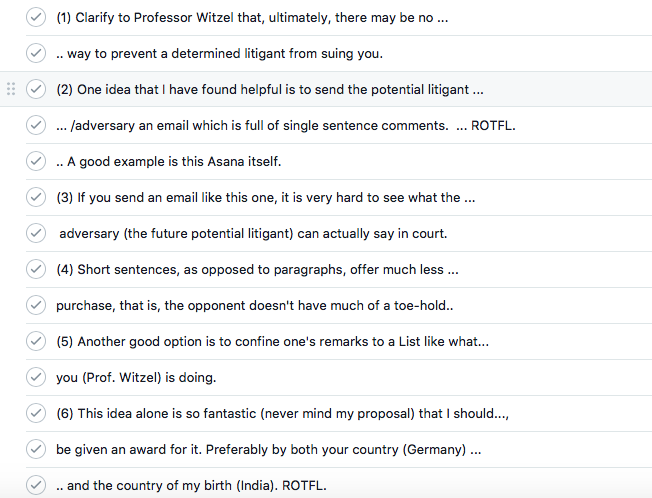 (1) Clarify to Professor Witzel that, ultimately, there may be no ...
.. way to prevent a determined litigant from suing you.
(2) One idea that I have found helpful is to send the potential litigant ...
... /adversary an email which is full of single sentence comments.  ... ROTFL.
.. A good example is this Asana itself.
(3) If you send an email like this one, it is very hard to see what the ...
adversary (the future potential litigant) can actually say in court.
(4) Short sentences, as opposed to paragraphs, offer much less ...
purchase, that is, the opponent doesn't have much of a toe-hold..
(5) Another good option is to confine one's remarks to a List like what...
you (Prof. Witzel) is doing.
(6) This idea alone is so fantastic (never mind my proposal) that I should...,
be given an award for it. Preferably by both your country (Germany) ...
.. and the country of my birth (India). ROTFL.